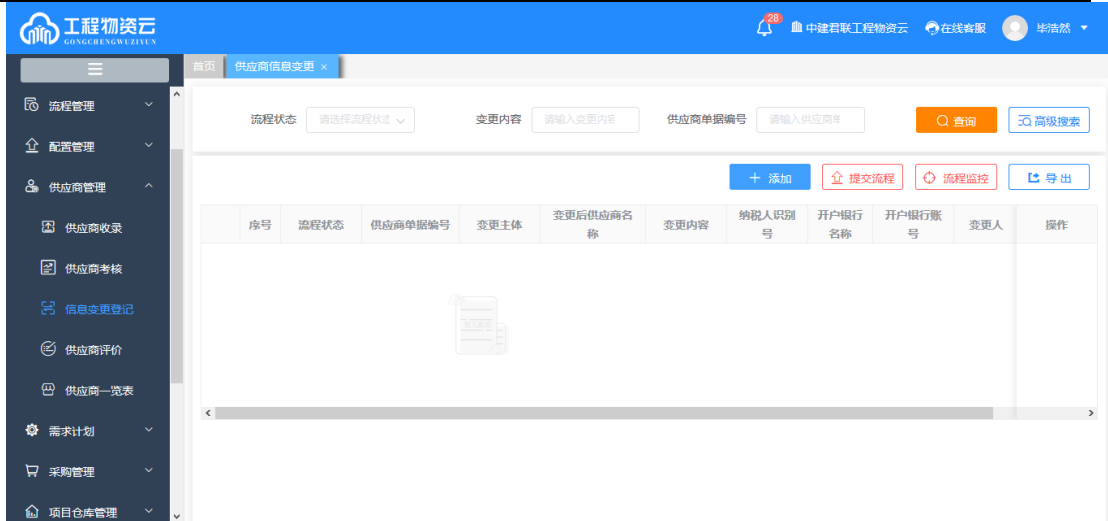 工程物资云
GONGCHENGWUZIYUN
28
中建君联工程物资云
在线客服
毕浩然
首页
供应商信息变更 ×
流程管理
配置管理
供应商管理
供应商收录
供应商考核
信息变更登记
供应商评价
供应商一览表
需求计划
采购管理
项目仓库管理
流程状态
请选择流程状态
变更内容
请输入变更内容
供应商单据编号
请输入供应商单
查询
高级搜索
添加
提交流程
流程监控
导出
序号
流程状态
供应商单据编号
变更主体
变更后供应商名
称
变更内容
纳税人识别
号
开户银行
名称
开户银行账
号
变更人
操作
暂无数据